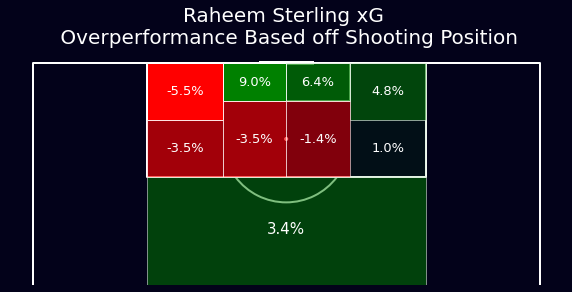 Raheem Sterling xG
Overperformance Based off Shooting Position
-5.5% 9.0% 6.4% 4.8%
-3.5% -3.5% -1.4% 1.0%
3.4%